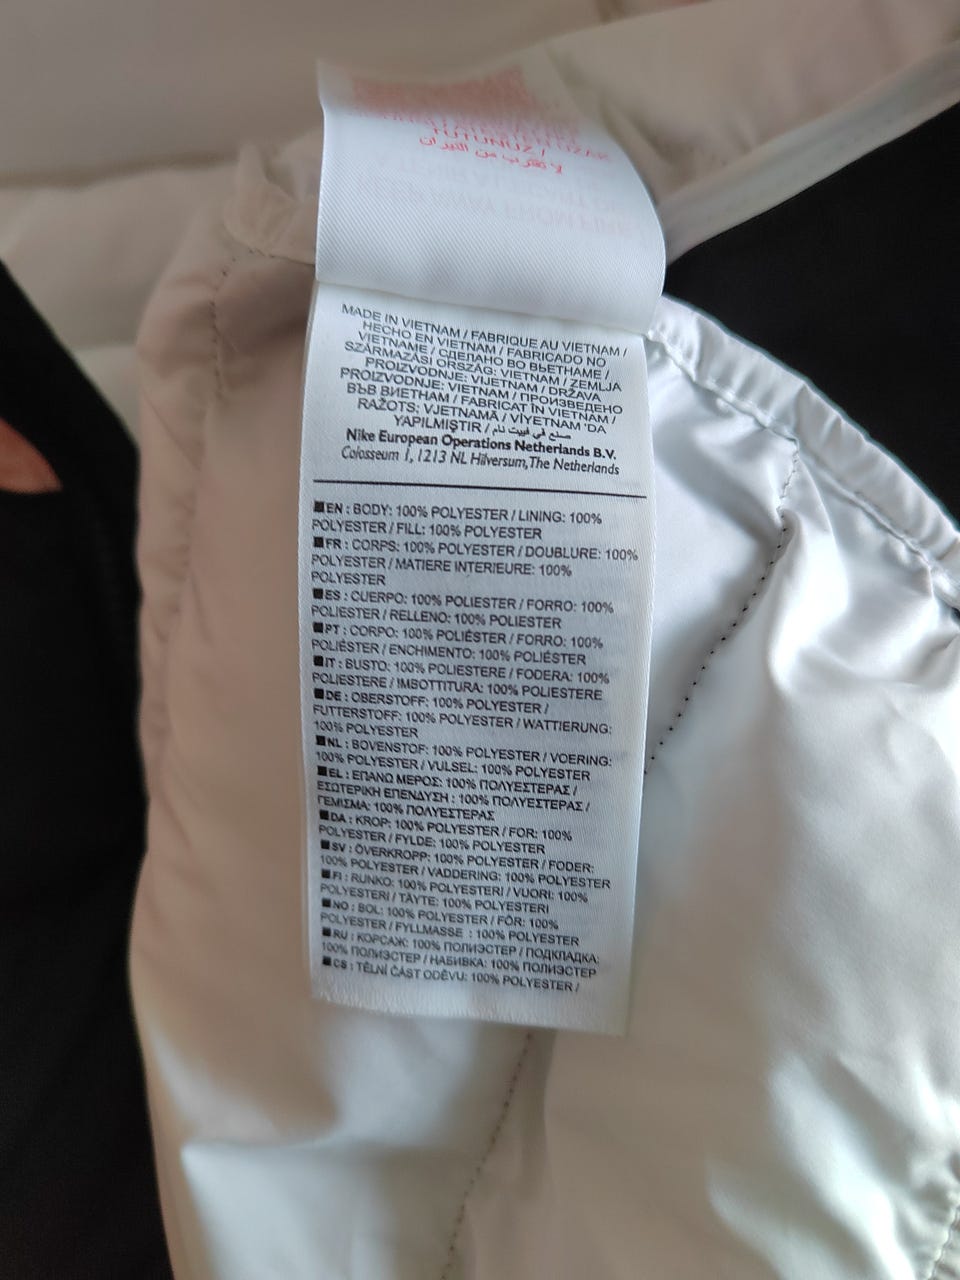 TUTUNUZ /
لا تقرب من النيران
MADE IN VIETNAM / FABRIQUE AU VIETNAM /
HECHO EN VIETNAM / FABRICADO NO
VIETNAME / СДЕЛАНО ВО ВЬЕТНАМЕ /
SZÁRMAZÁSI ORSZÁG: VIETNAM / ZEMLJA
PROIZVODNJE: VIJETNAM / DRŽAVA
PROIZVODNJE: VIETNAM / ПРОИЗВЕДЕНО
ВЪВ ВИЕТНАМ / FABRICAT ÎN VIETNAM /
RAŽOTS: VJETNAMĀ / VİYETNAM 'DA
YAPILMIŞTIR / صنع في فييت نام
Nike European Operations Netherlands B.V.
Colosseum 1, 1213 NL Hilversum,The Netherlands
■EN : BODY: 100% POLYESTER / LINING: 100%
POLYESTER / FILL: 100% POLYESTER
■FR : CORPS: 100% POLYESTER / DOUBLURE: 100%
POLYESTER / MATIERE INTERIEURE: 100%
POLYESTER
■ES : CUERPO: 100% POLIESTER / FORRO: 100%
POLIESTER / RELLENO: 100% POLIESTER
■PT : CORPO: 100% POLIÉSTER / FORRO: 100%
POLIÉSTER / ENCHIMENTO: 100% POLIÉSTER
■IT : BUSTO: 100% POLIESTERE / FODERA: 100%
POLIESTERE / IMBOTTITURA: 100% POLIESTERE
■DE : OBERSTOFF: 100% POLYESTER /
FUTTERSTOFF: 100% POLYESTER / WATTIERUNG:
100% POLYESTER
■NL : BOVENSTOF: 100% POLYESTER / VOERING:
100% POLYESTER / VULSEL: 100% POLYESTER
■EL : ΕΠΑΝΩ ΜΕΡΟΣ: 100% ΠΟΛΥΕΣΤΕΡΑΣ /
ΕΣΩΤΕΡΙΚΗ ΕΠΕΝΔΥΣΗ : 100% ΠΟΛΥΕΣΤΕΡΑΣ /
ΓΕΜΙΣΜΑ: 100% ΠΟΛΥΕΣΤΕΡΑΣ
■DA : KROP: 100% POLYESTER / FOR: 100%
POLYESTER / FYLDE: 100% POLYESTER
■SV : ÖVERKROPP: 100% POLYESTER / FODER:
100% POLYESTER / VADDERING: 100% POLYESTER
■FI : RUNKO: 100% POLYESTERI / VUORI: 100%
POLYESTERI / TÄYTE: 100% POLYESTERI
■NO : BOL: 100% POLYESTER / FÔR: 100%
POLYESTER / FYLLMASSE : 100% POLYESTER
■RU : КОРСАЖ: 100% ПОЛИЭСТЕР / ПОДКЛАДКА:
100% ПОЛИЭСТЕР / НАБИВКА: 100% ПОЛИЭСТЕР
■CS : TĚLNÍ ČÁST ODĚVU: 100% POLYESTER /